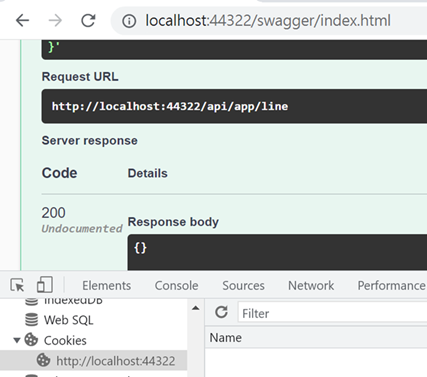 localhost:44322/swagger/index.html
}'
Request URL
http://localhost:44322/api/app/line
Server response
Code Details
200
Undocumented
Response body
{}
Elements Console Sources Network Performance
IndexedDB
Web SQL
Cookies
http://localhost:44322
Filter
Name